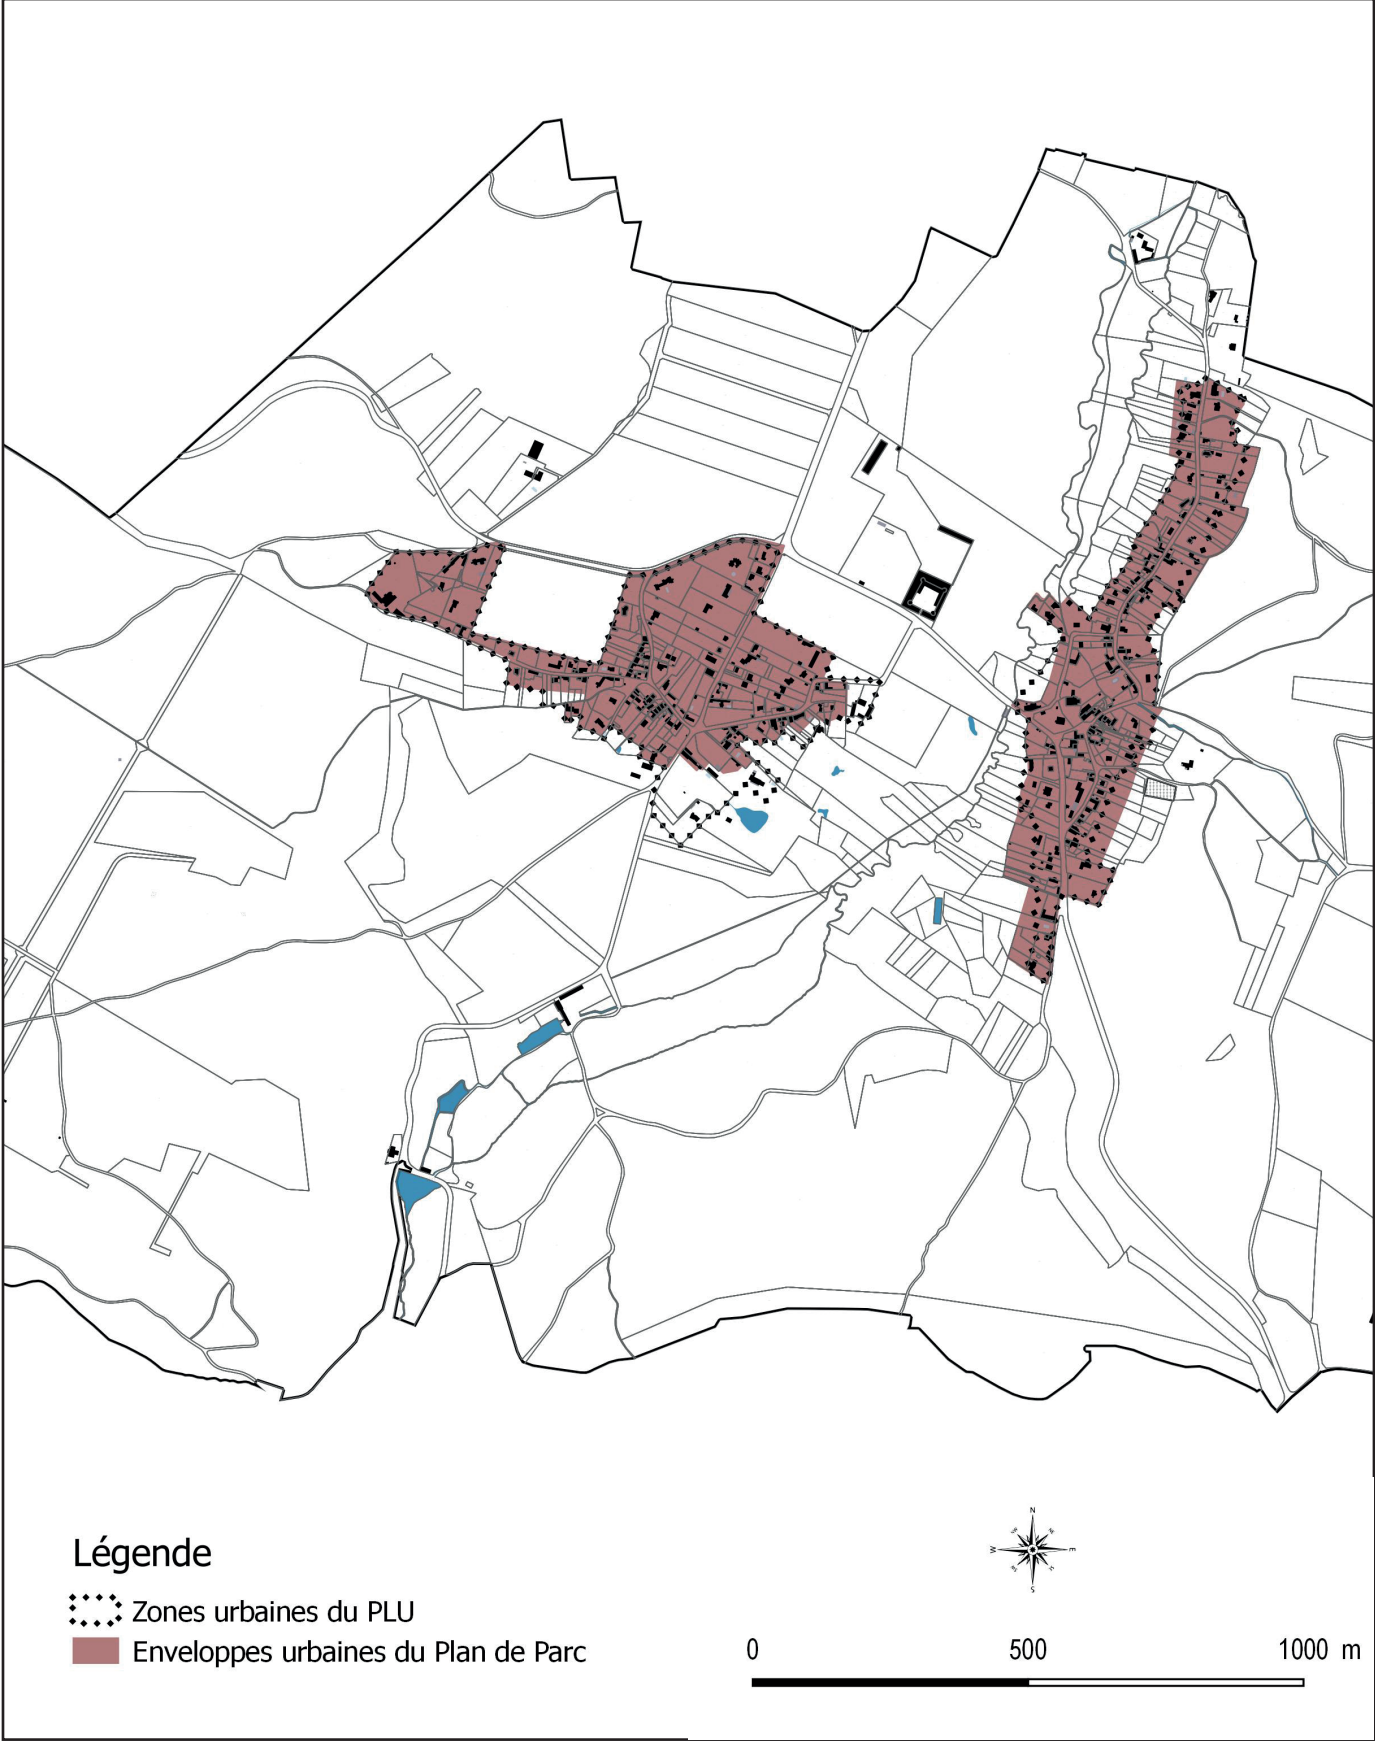 N
W
E
S
Légende
Zones urbaines du PLU
Enveloppes urbaines du Plan de Parc
0 500 1000 m